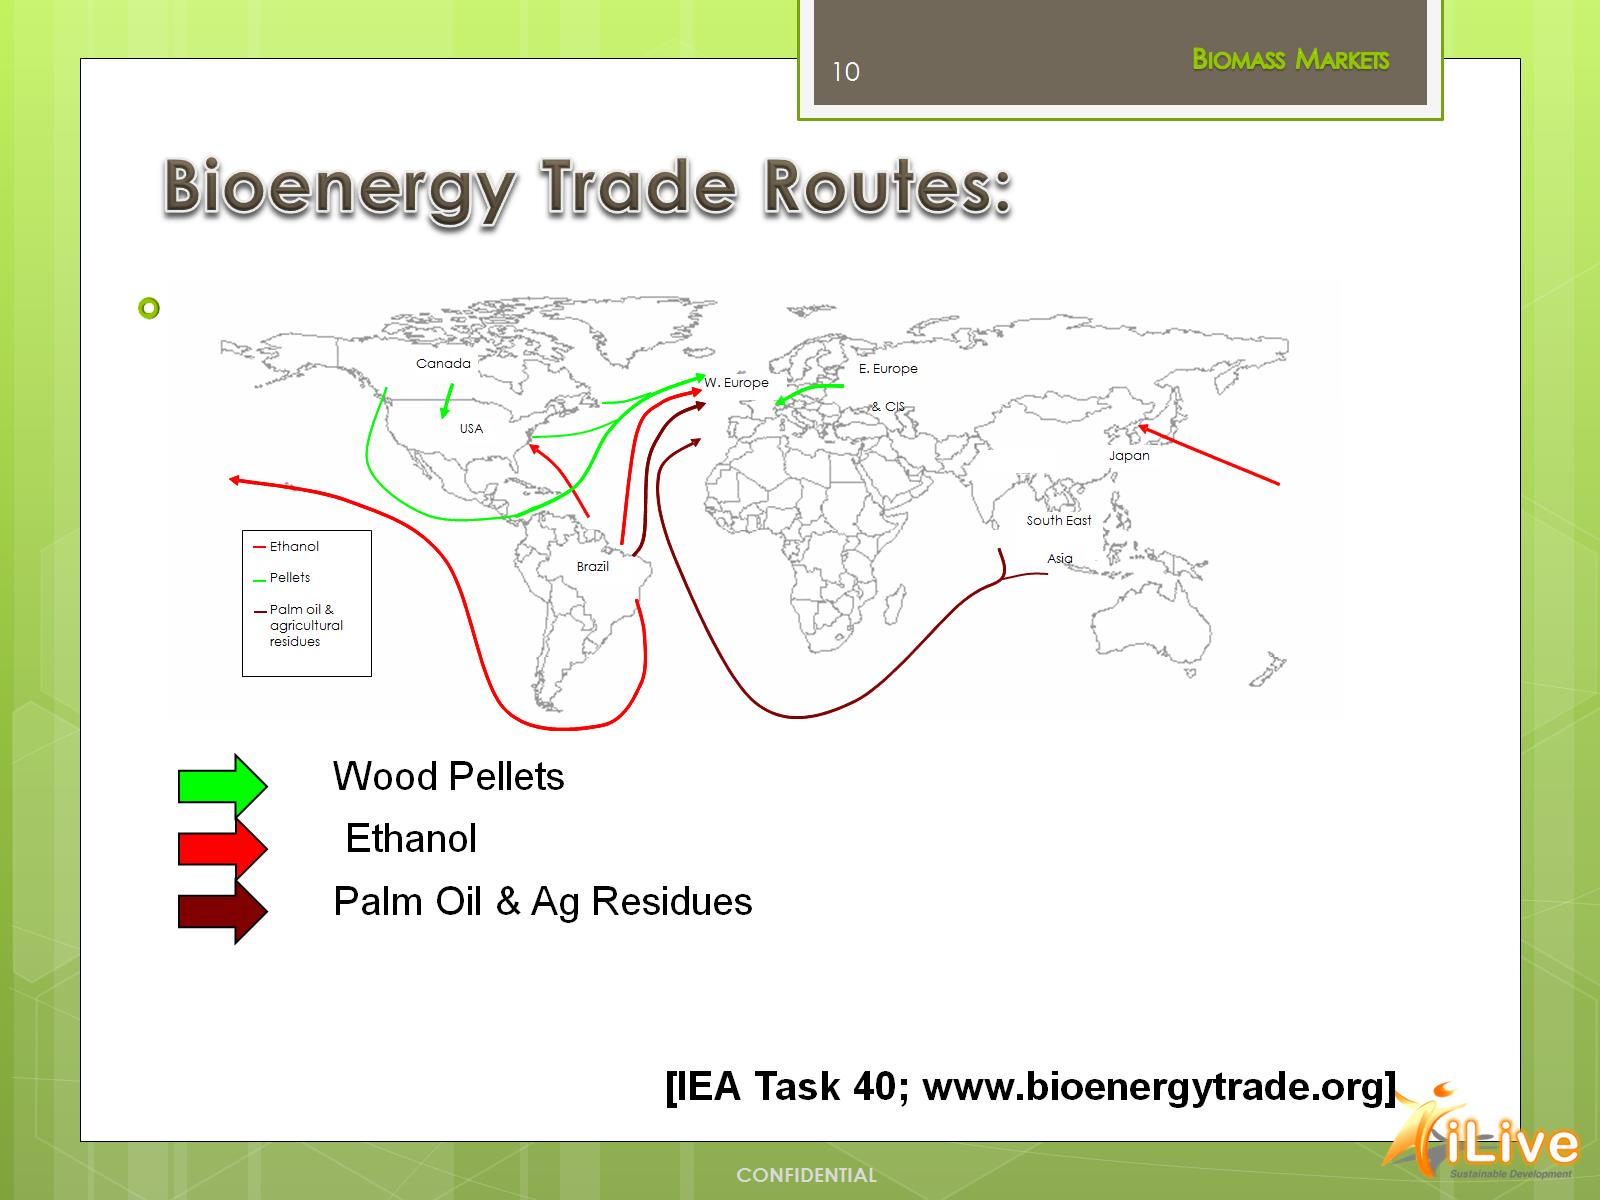 10
BIOMASS MARKETS
Bioenergy Trade Routes:
Canada
USA
W. Europe
E. Europe
& CIS
Japan
South East
Asia
Brazil
Ethanol
Pellets
Palm oil &
agricultural
residues
Wood Pellets
Ethanol
Palm Oil & Ag Residues
[IEA Task 40; www.bioenergytrade.org]
iLive
Sustainable Development
CONFIDENTIAL